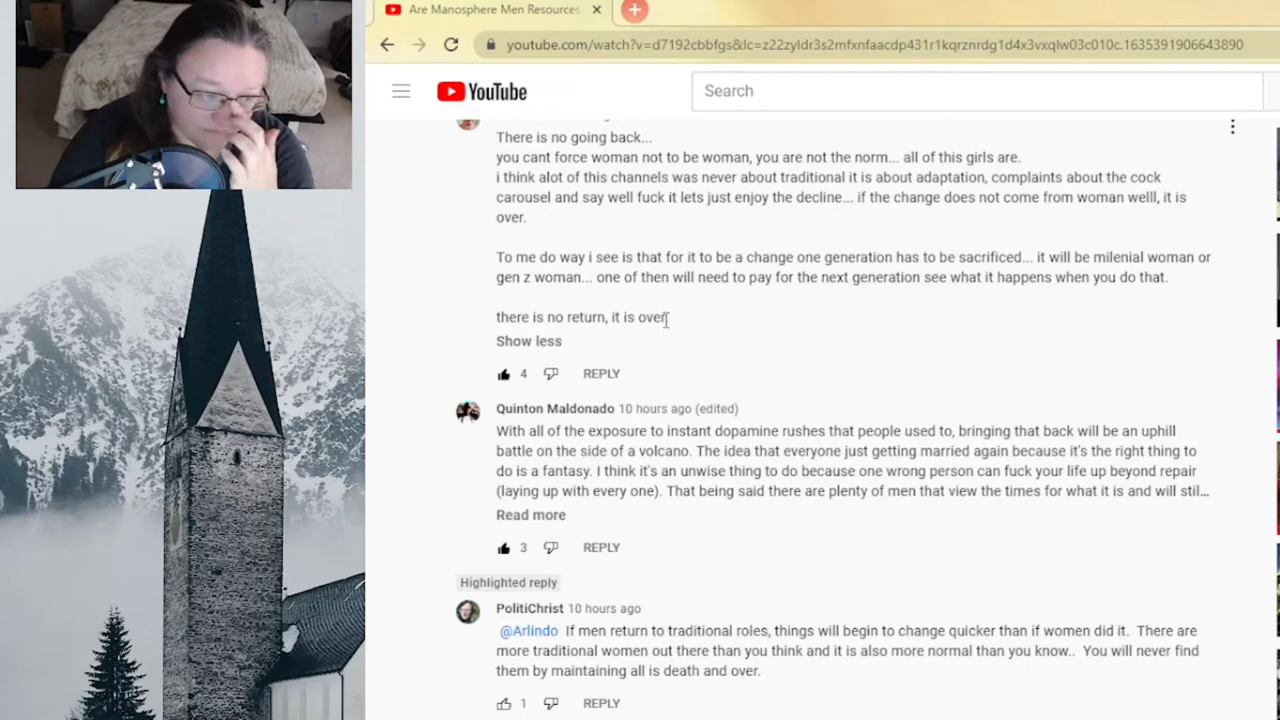 Are Manosphere Men Resources
youtube.com/watch?v=d7192cbbfgs&lc=z22zyldr3s2mfxnfaacdp431r1kqrznrdg1d4x3vxqlw03c010c.1635391906643890
YouTube
Search
There is no going back...
you cant force woman not to be woman, you are not the norm... all of this girls are.
i think alot of this channels was never about traditional it is about adaptation, complaints about the cock
carousel and say well fuck it lets just enjoy the decline... if the change does not come from woman welll, it is
over.
To me do way i see is that for it to be a change one generation has to be sacrificed... it will be milenial woman or
gen z woman... one of then will need to pay for the next generation see what it happens when you do that.
there is no return, it is over
Show less
4
REPLY
Quinton Maldonado 10 hours ago (edited)
With all of the exposure to instant dopamine rushes that people used to, bringing that back will be an uphill
battle on the side of a volcano. The idea that everyone just getting married again because it's the right thing to
do is a fantasy. I think it's an unwise thing to do because one wrong person can fuck your life up beyond repair
(laying up with every one). That being said there are plenty of men that view the times for what it is and will stil...
Read more
3
REPLY
Highlighted reply
PolitiChrist 10 hours ago
@Arlindo If men return to traditional roles, things will begin to change quicker than if women did it. There are
more traditional women out there than you think and it is also more normal than you know.. You will never find
them by maintaining all is death and over.
1
REPLY